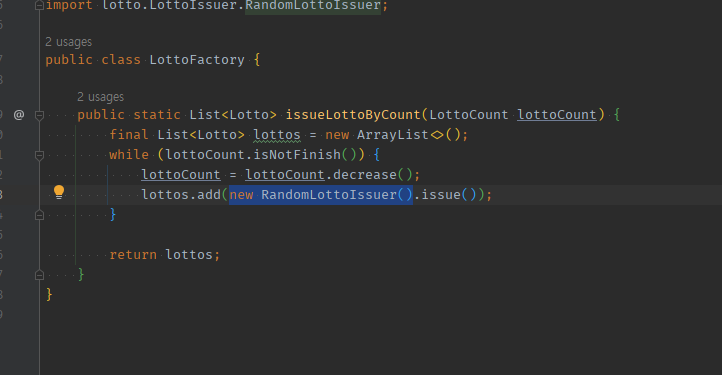 import lotto.LottoIssuer.RandomLottoIssuer;
2 usages
public class LottoFactory {
2 usages
@ public static List<Lotto> issueLottoByCount(LottoCount lottoCount) {
final List<Lotto> lottos = new ArrayList<>();
while (lottoCount.isNotFinish()) {
lottoCount = lottoCount.decrease();
lottos.add(new RandomLottoIssuer().issue());
}
return lottos;
}
}